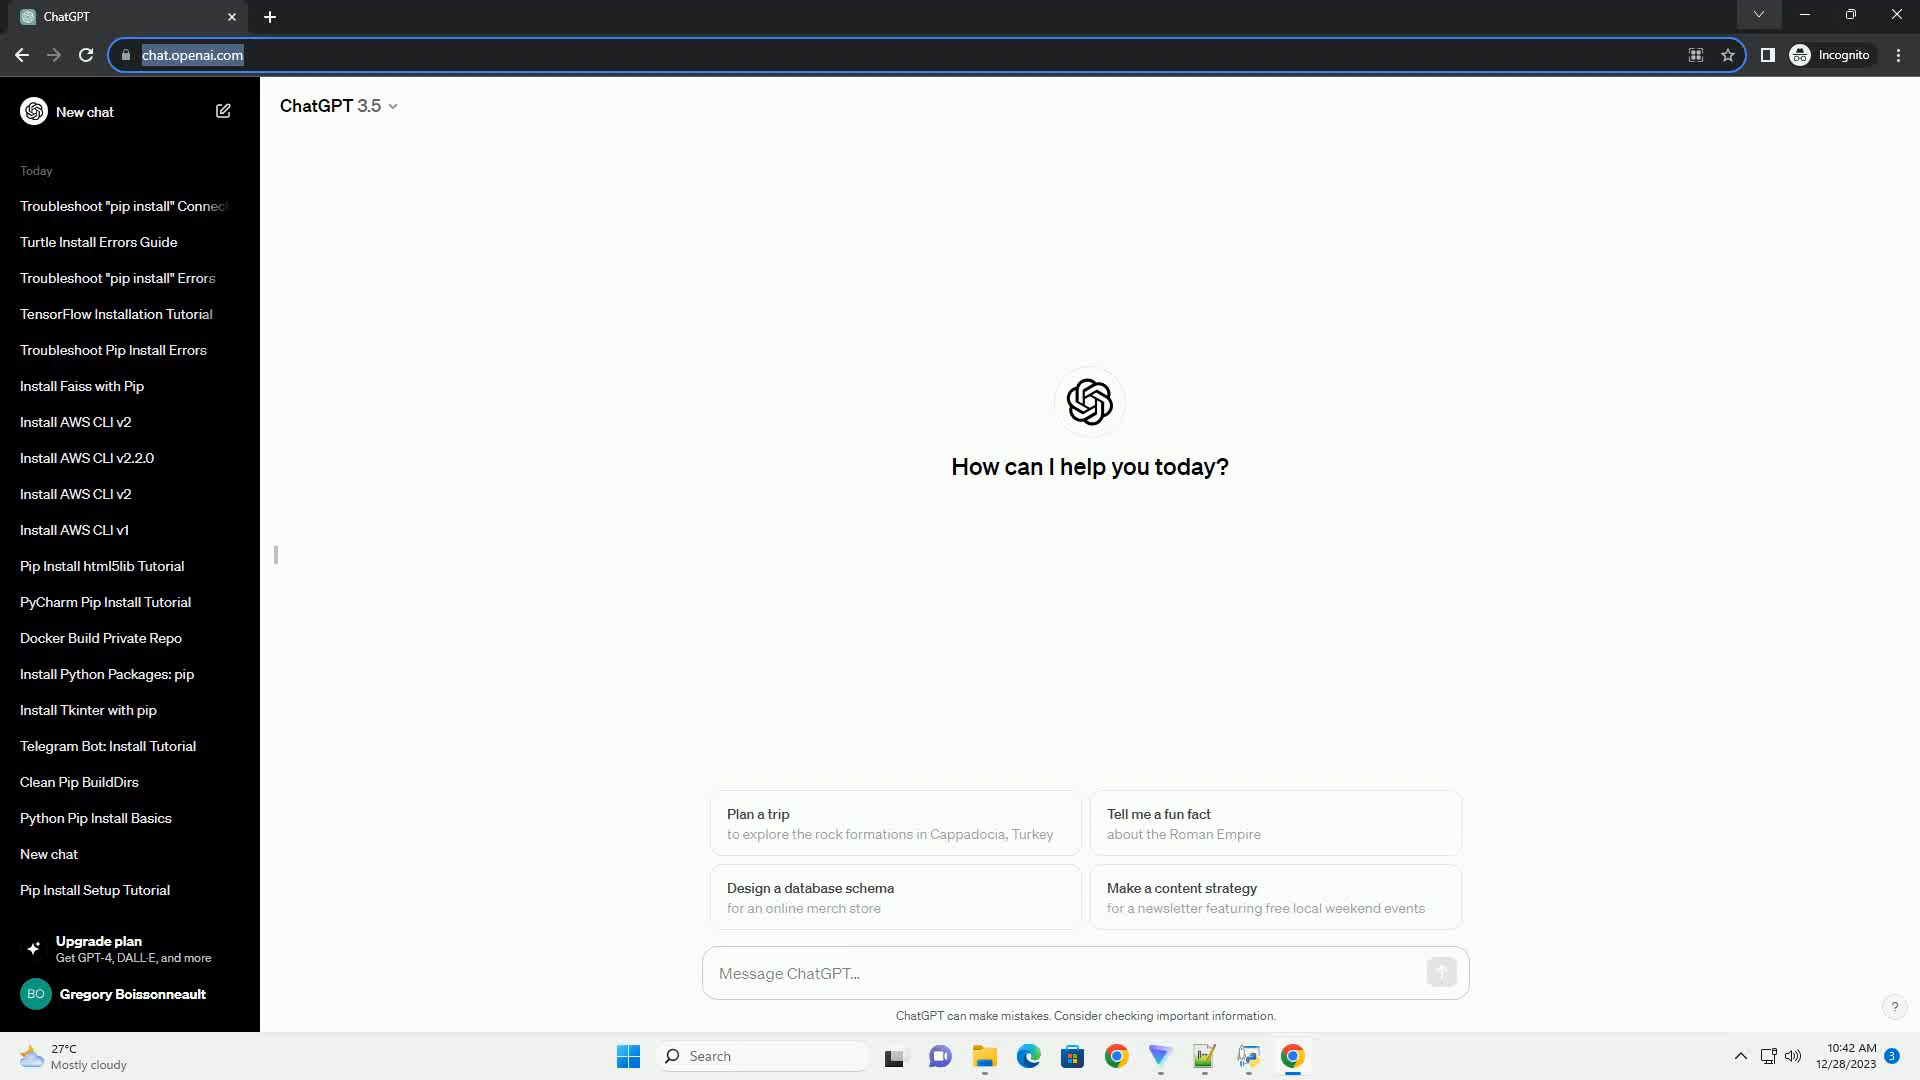 ChatGPT
chat.openai.com
Incognito
New chat
ChatGPT 3.5
Today
Troubleshoot "pip install" Connec
Turtle Install Errors Guide
Troubleshoot "pip install" Errors
TensorFlow Installation Tutorial
Troubleshoot Pip Install Errors
Install Faiss with Pip
Install AWS CLI v2
Install AWS CLI v2.2.0
Install AWS CLI v2
Install AWS CLI v1
Pip Install html5lib Tutorial
PyCharm Pip Install Tutorial
Docker Build Private Repo
Install Python Packages: pip
Install Tkinter with pip
Telegram Bot: Install Tutorial
Clean Pip BuildDirs
Python Pip Install Basics
New chat
Pip Install Setup Tutorial
Upgrade plan
Get GPT-4, DALL·E, and more
BO
Gregory Boissonneault
How can I help you today?
Plan a trip
to explore the rock formations in Cappadocia, Turkey
Tell me a fun fact
about the Roman Empire
Design a database schema
for an online merch store
Make a content strategy
for a newsletter featuring free local weekend events
Message ChatGPT...
ChatGPT can make mistakes. Consider checking important information.
?
27°C
Mostly cloudy
Search
10:42 AM
12/28/2023
3